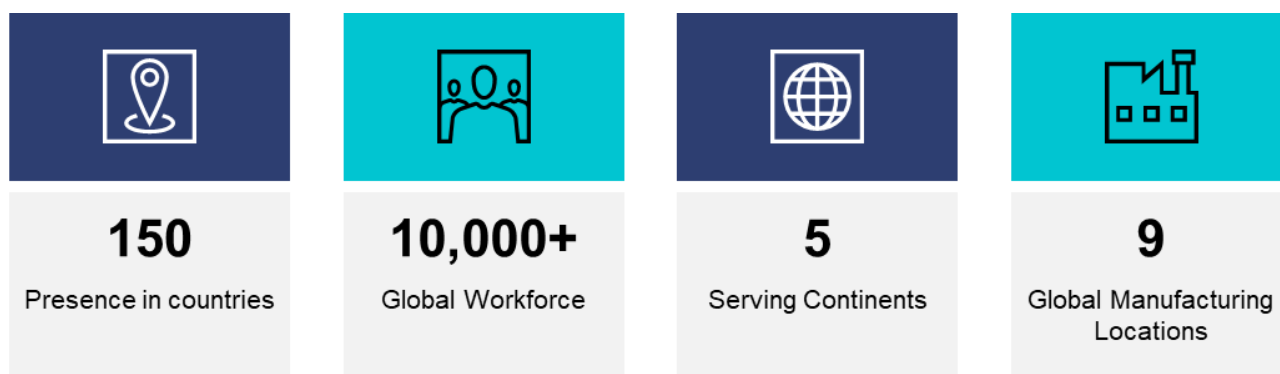 150
Presence in countries
10,000+
Global Workforce
5
Serving Continents
9
Global Manufacturing
Locations